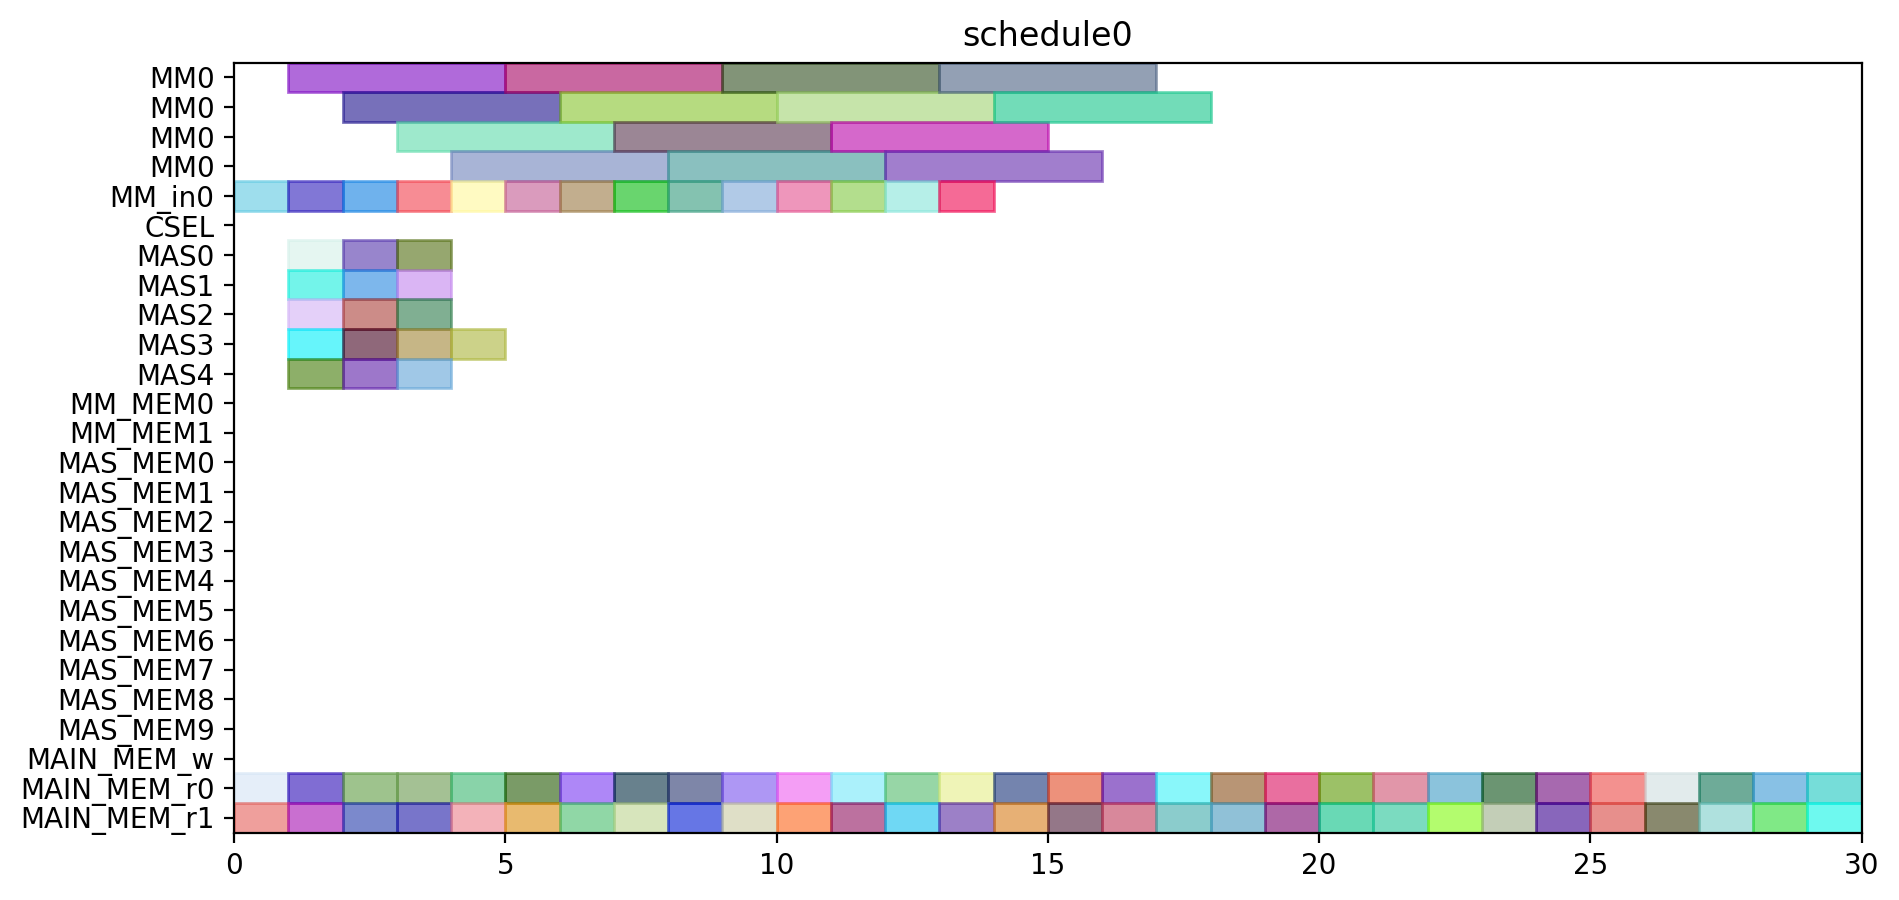 schedule0
MM0
MM0
MM0
MM0
MM_in0
CSEL
MAS0
MAS1
MAS2
MAS3
MAS4
MM_MEM0
MM_MEM1
MAS_MEM0
MAS_MEM1
MAS_MEM2
MAS_MEM3
MAS_MEM4
MAS_MEM5
MAS_MEM6
MAS_MEM7
MAS_MEM8
MAS_MEM9
MAIN_MEM_w
MAIN_MEM_r0
MAIN_MEM_r1
0 5 10 15 20 25 30